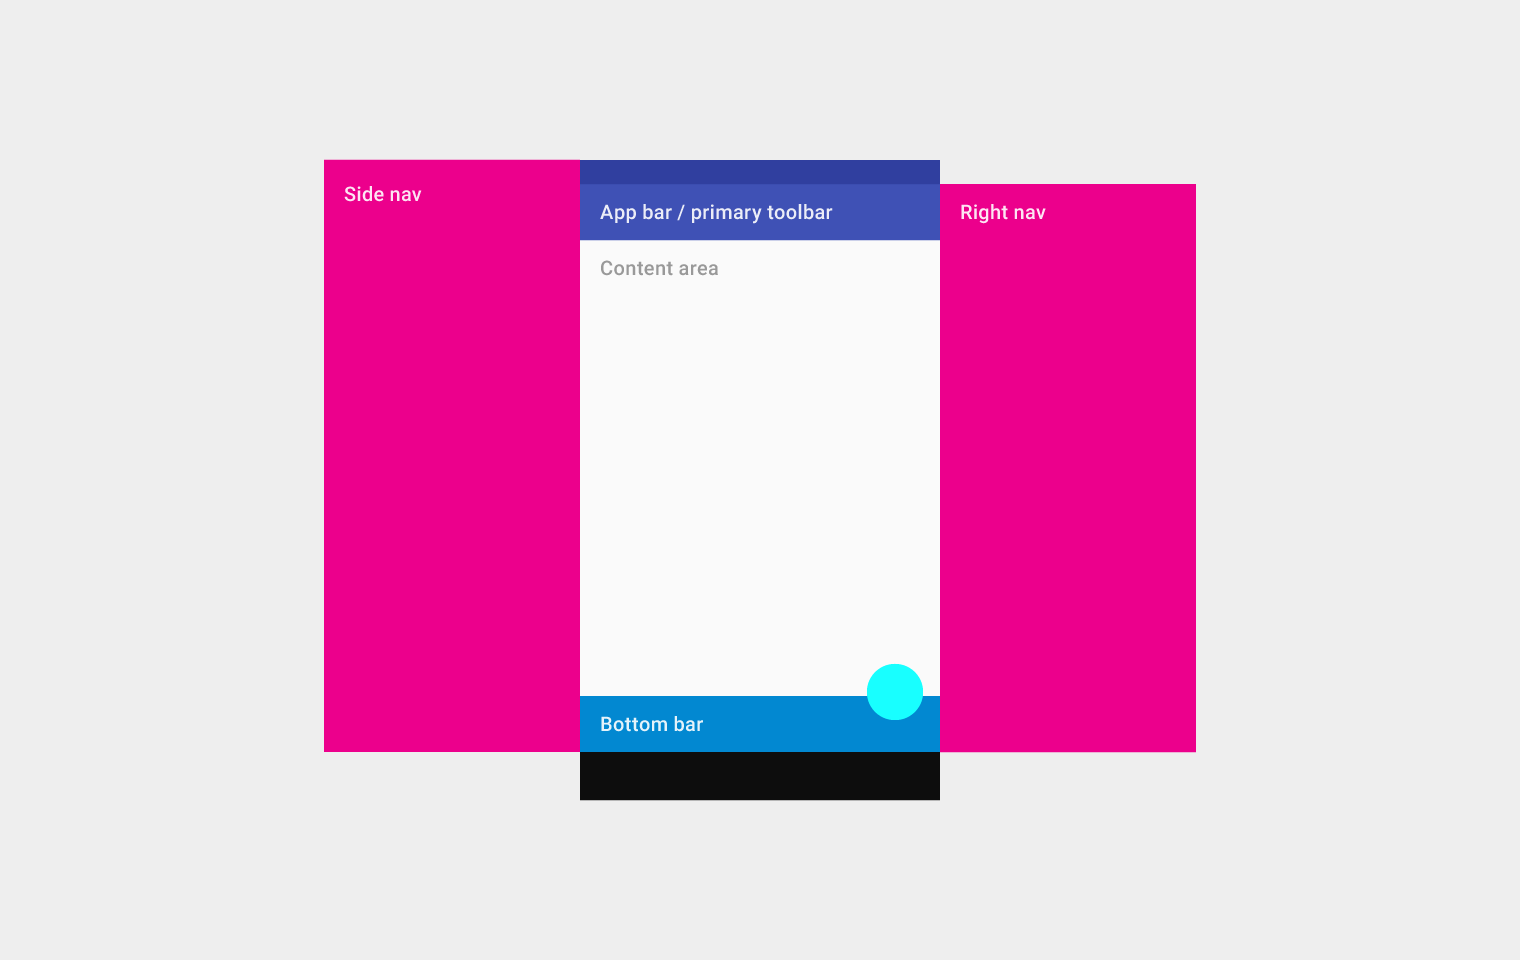 Side nav
App bar / primary toolbar
Right nav
Content area
Bottom bar